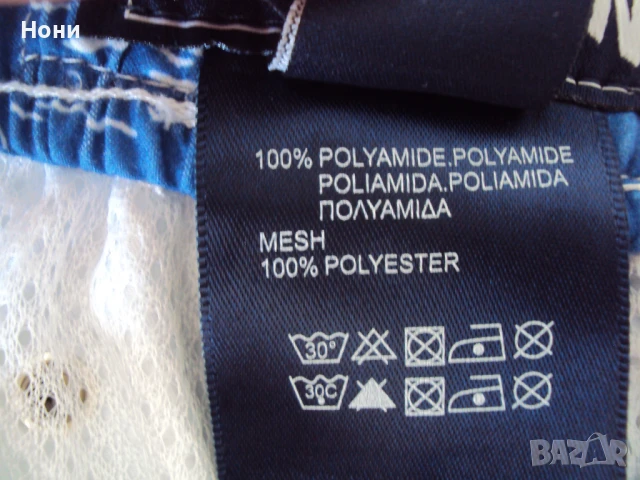 Нони
100% POLYAMIDE.POLYAMIDE
POLIAMIDA.POLIAMIDA
ΠΟΛΥΑΜΙΔΑ
MESH
100% POLYESTER
30°
30C
BAZAR